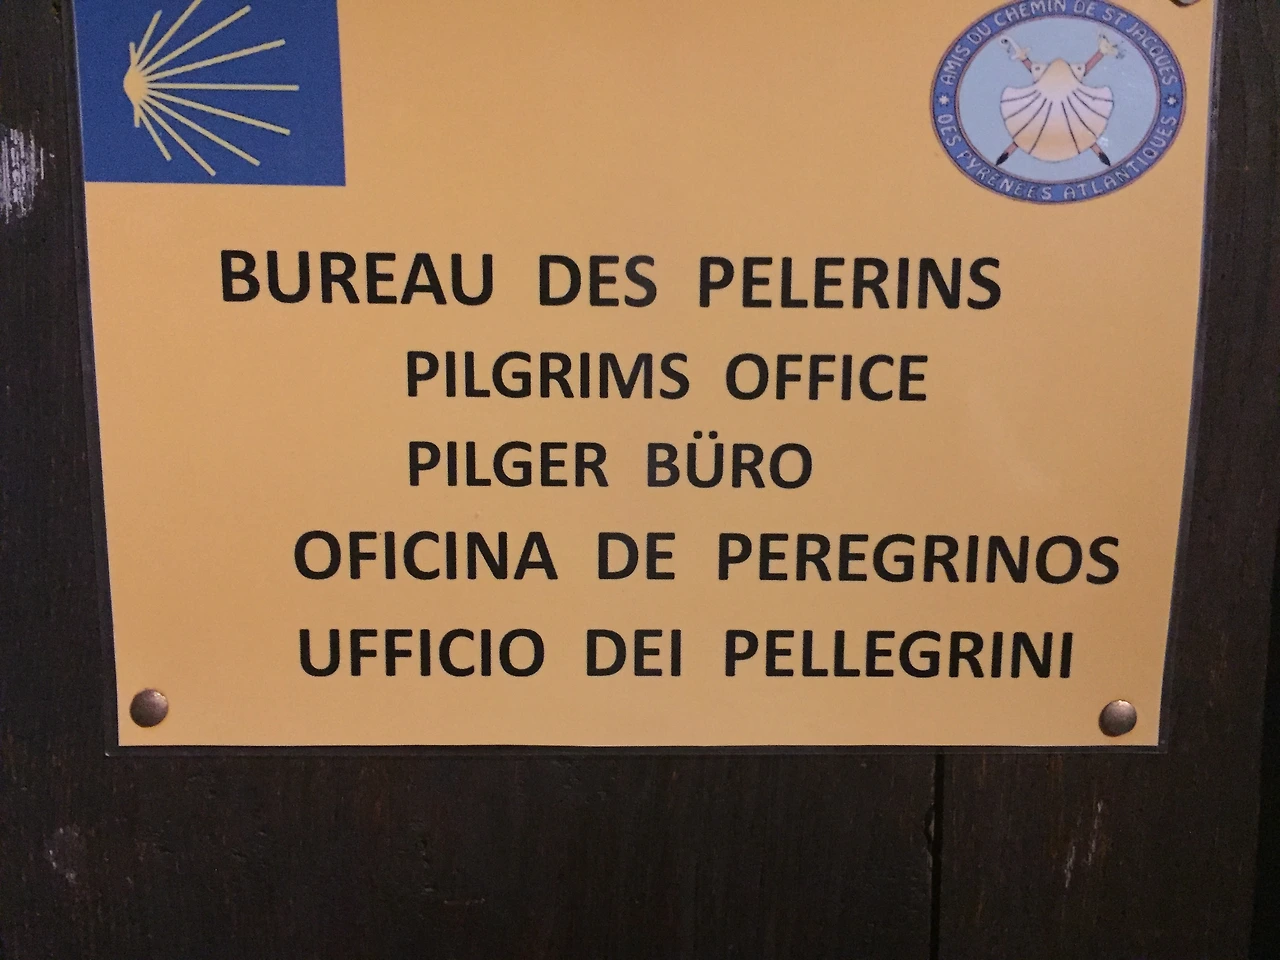 AMIS DU CHEMIN DE ST JACQUES
DES PYRENEES ATLANTIQUES
BUREAU DES PELERINS
PILGRIMS OFFICE
PILGER BÜRO
OFICINA DE PEREGRINOS
UFFICIO DEI PELLEGRINI